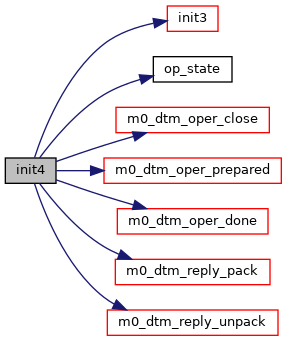 init3
op_state
m0_dtm_oper_close
init4
m0_dtm_oper_prepared
m0_dtm_oper_done
m0_dtm_reply_pack
m0_dtm_reply_unpack